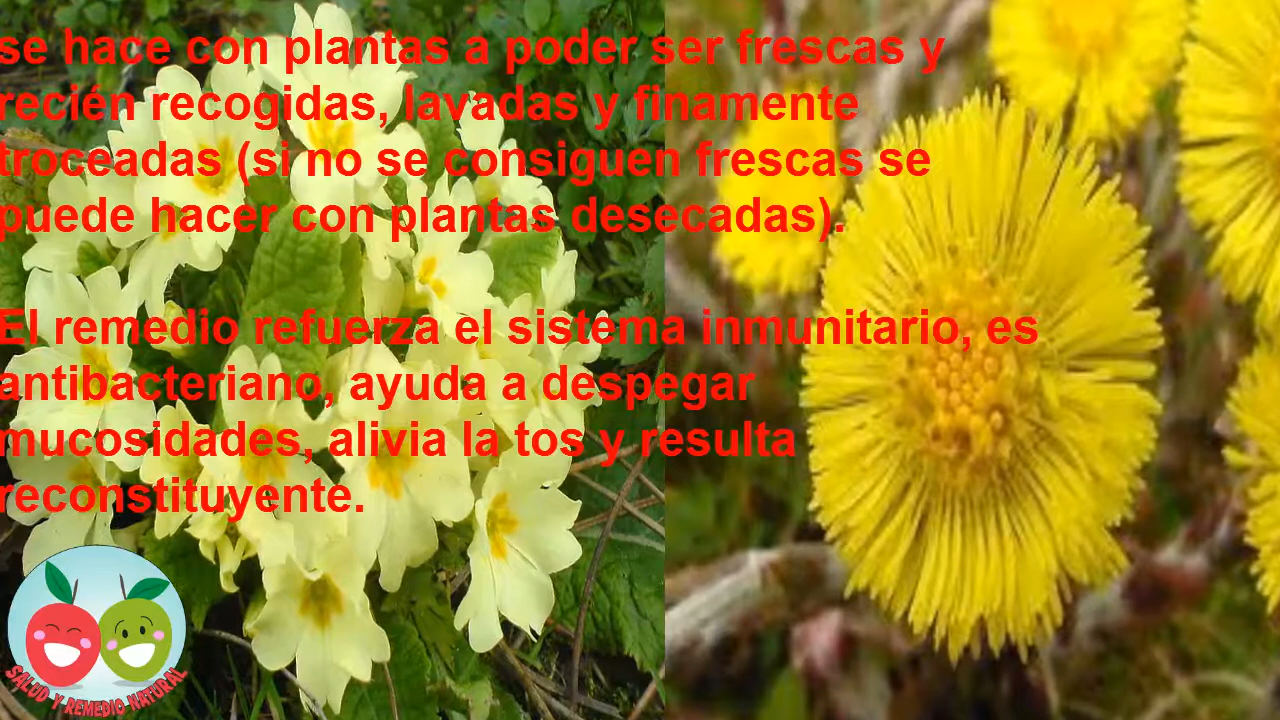 se hace con plantas a poder ser frescas y
recién recogidas, lavadas y finamente
troceadas (si no se consiguen frescas se
puede hacer con plantas desecadas).
El remedio refuerza el sistema inmunitario, es
antibacteriano, ayuda a despegar
mucosidades, alivia la tos y resulta
reconstituyente.
SALUD Y REMEDIO NATURAL